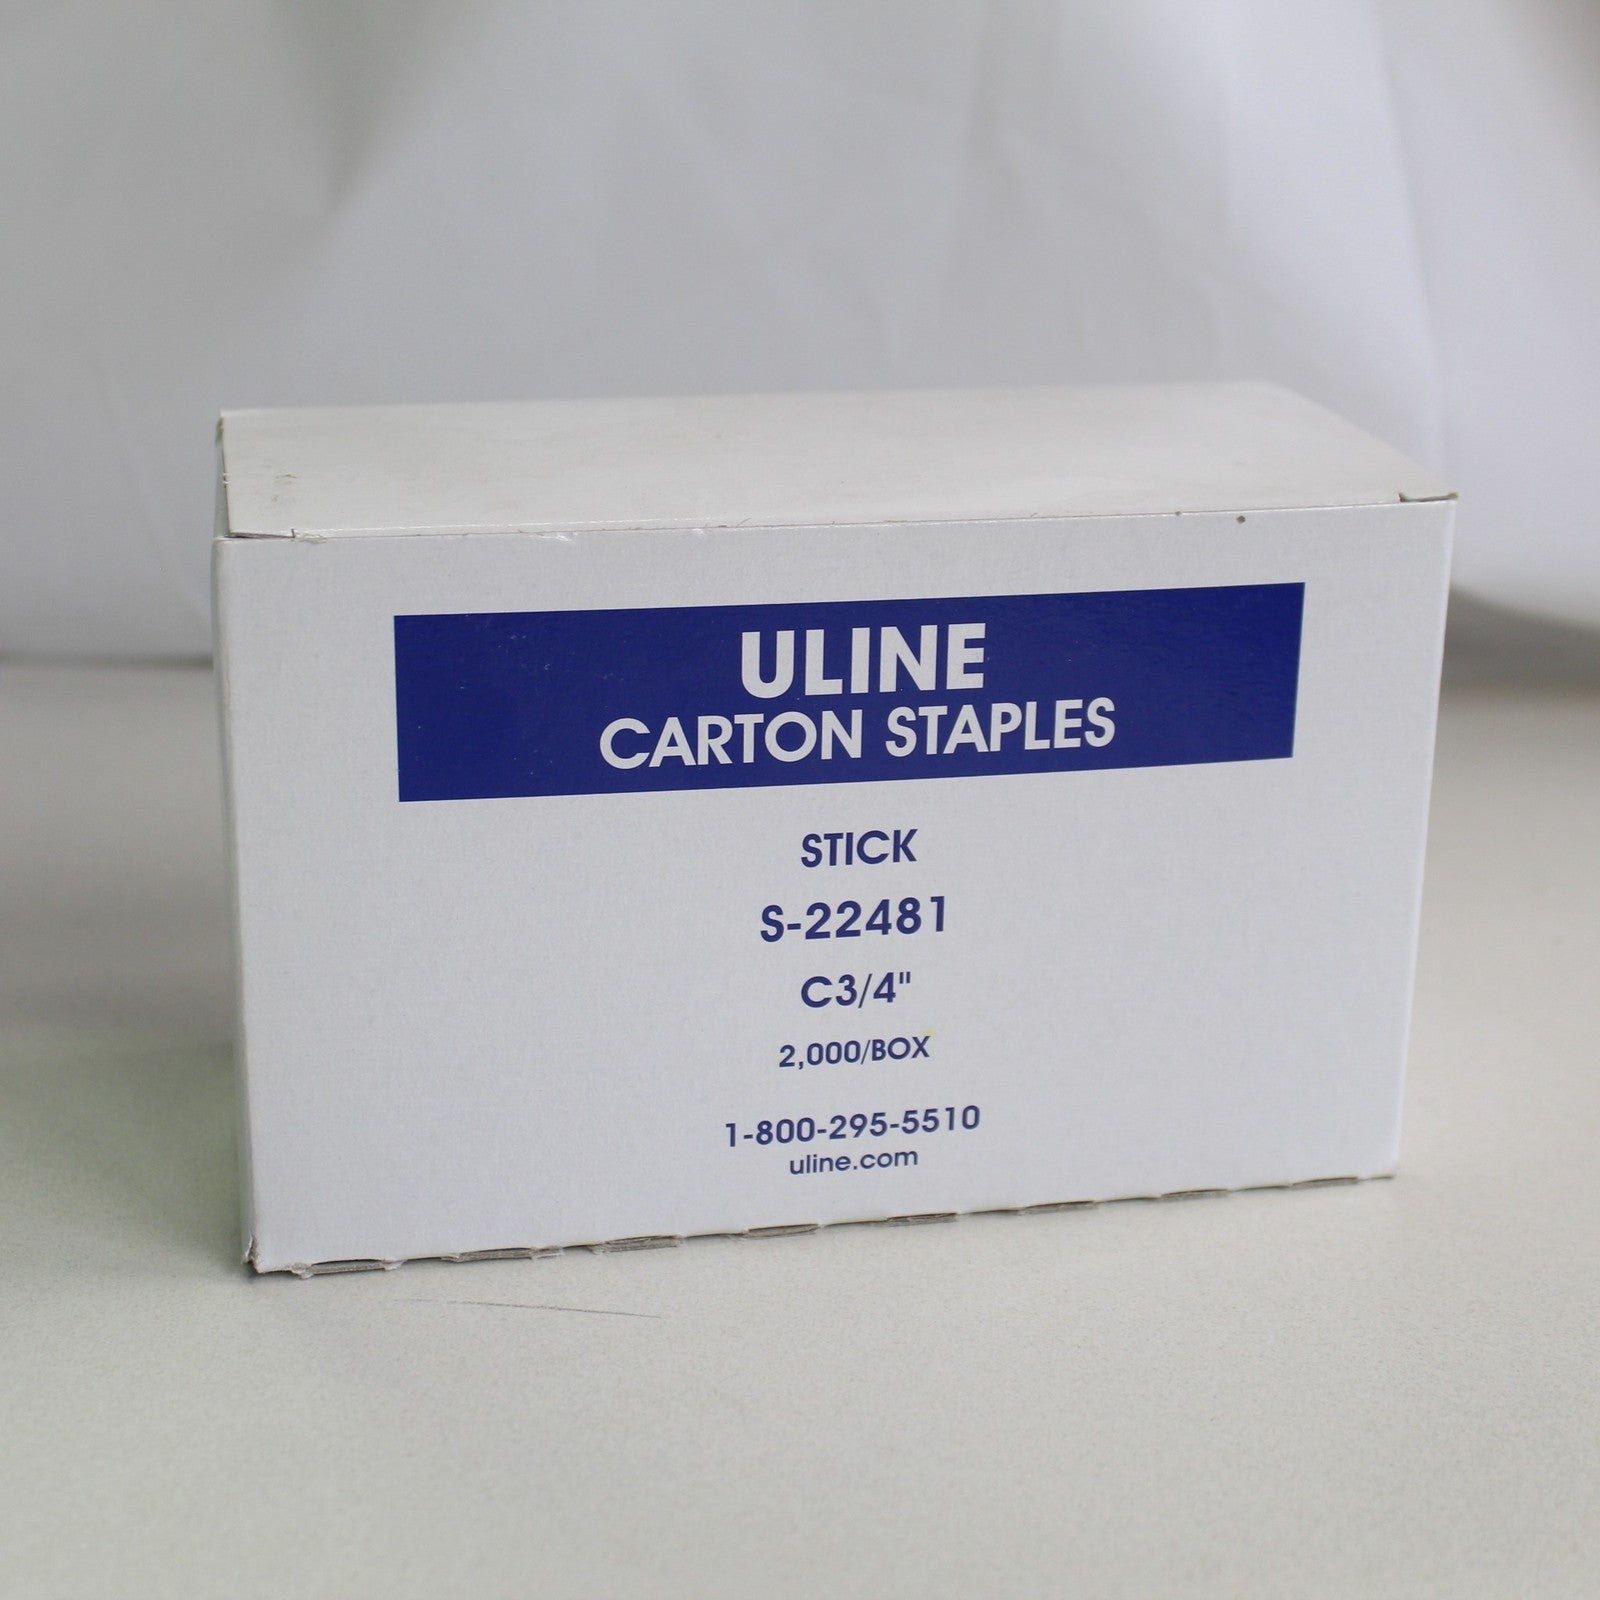 ULINE
CARTON STAPLES
STICK
S-22481
C3/4"
2,000/BOX
1-800-295-5510
uline.com